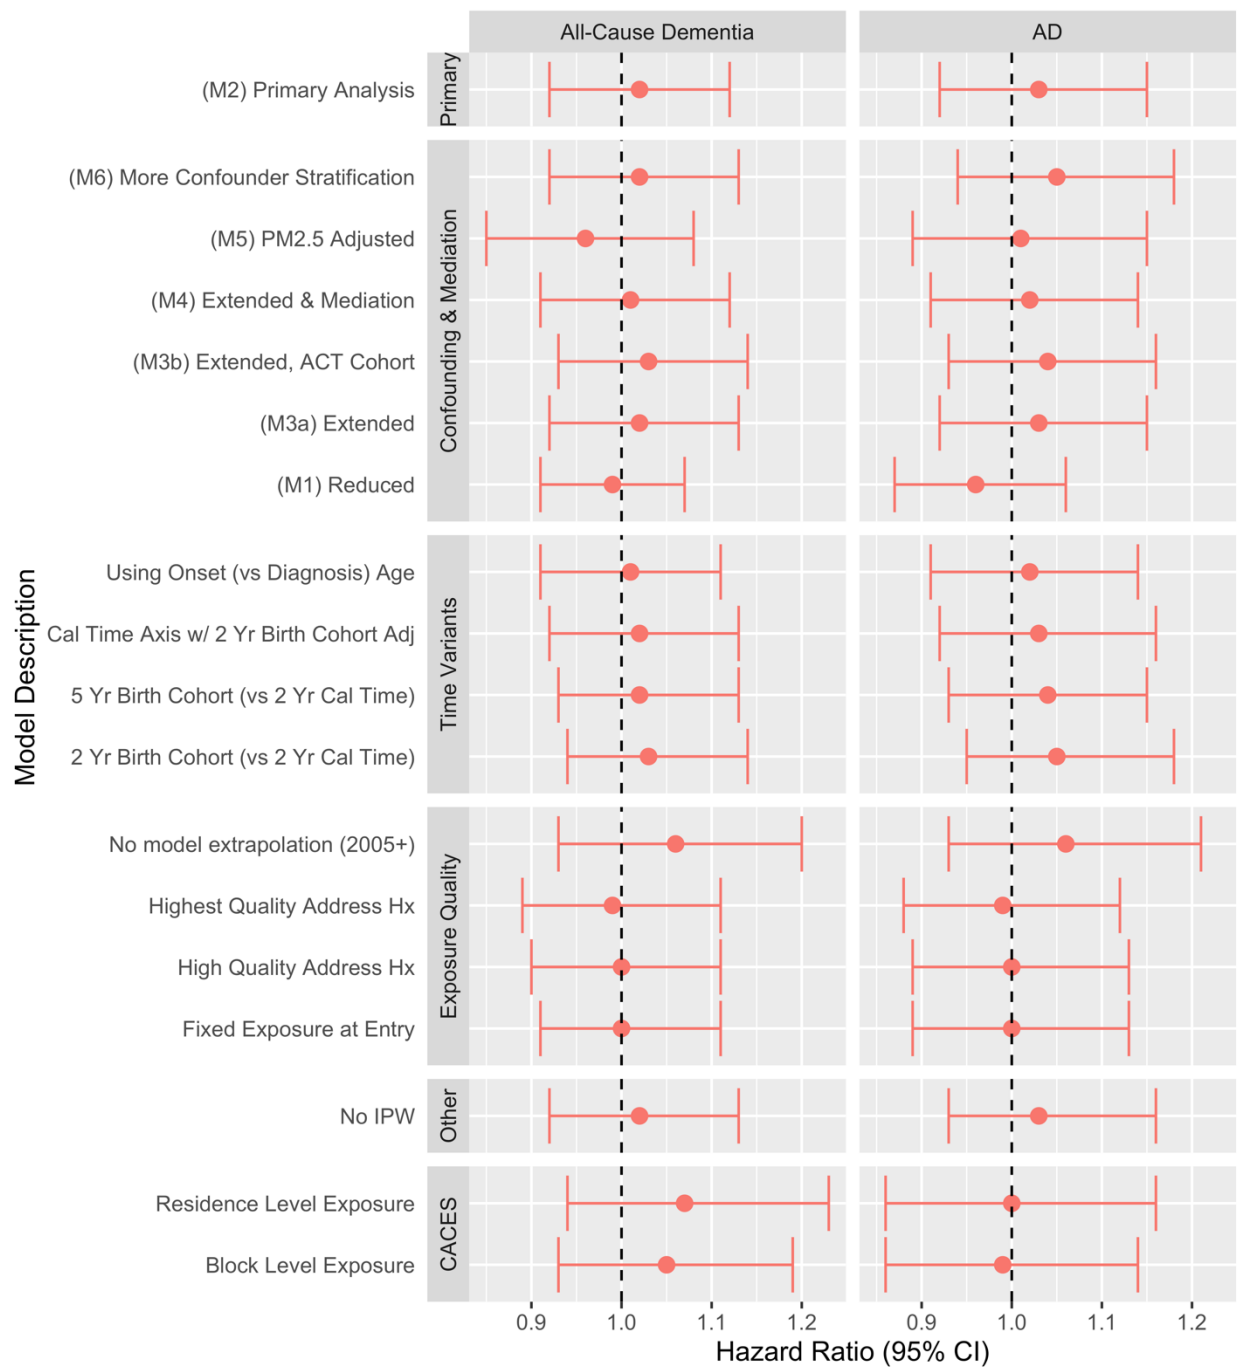 All-Cause Dementia
AD
Primary
(M2) Primary Analysis
Confounding & Mediation
(M6) More Confounder Stratification
(M5) PM2.5 Adjusted
(M4) Extended & Mediation
(M3b) Extended, ACT Cohort
(M3a) Extended
(M1) Reduced
Model Description
Time Variants
Using Onset (vs Diagnosis) Age
Cal Time Axis w/ 2 Yr Birth Cohort Adj
5 Yr Birth Cohort (vs 2 Yr Cal Time)
2 Yr Birth Cohort (vs 2 Yr Cal Time)
Exposure Quality
No model extrapolation (2005+)
Highest Quality Address Hx
High Quality Address Hx
Fixed Exposure at Entry
Other
No IPW
CACES
Residence Level Exposure
Block Level Exposure
0.9 1.0 1.1 1.2 0.9 1.0 1.1 1.2
Hazard Ratio (95% CI)